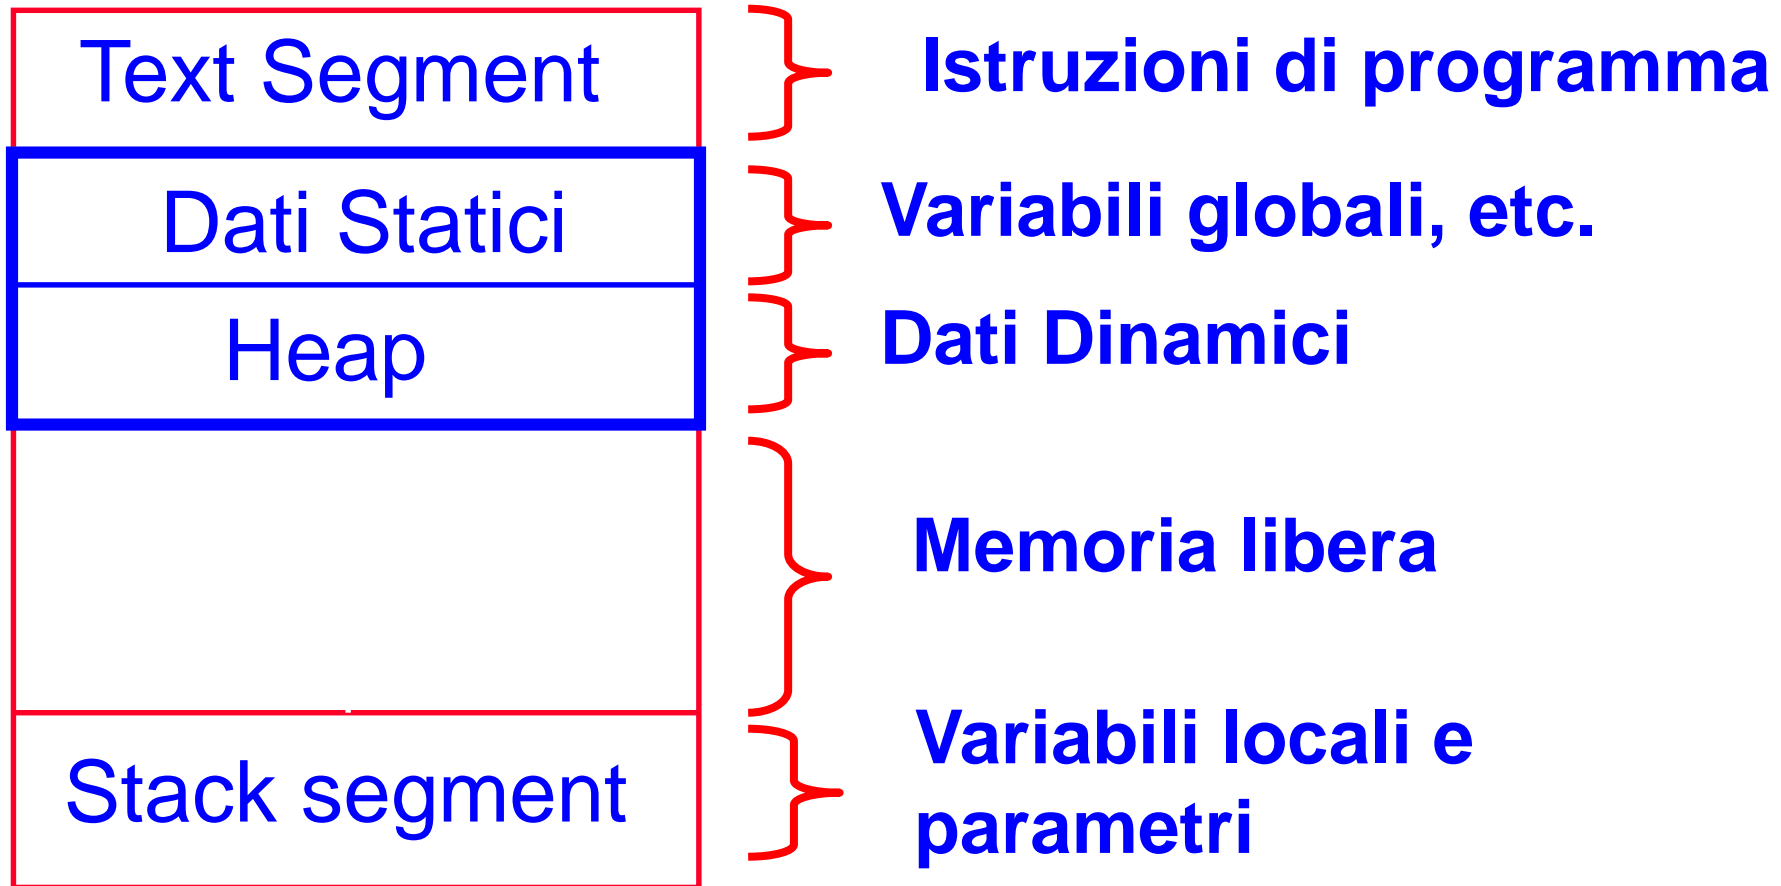 Text Segment
Istruzioni di programma
Dati Statici
Variabili globali, etc.
Heap
Dati Dinamici
Memoria libera
Stack segment
Variabili locali e
parametri